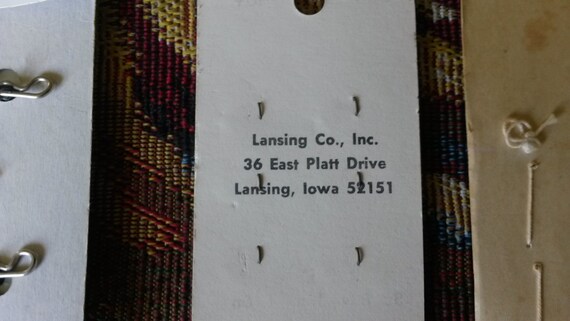 Lansing Co., Inc.
36 East Platt Drive
Lansing, Iowa 52151